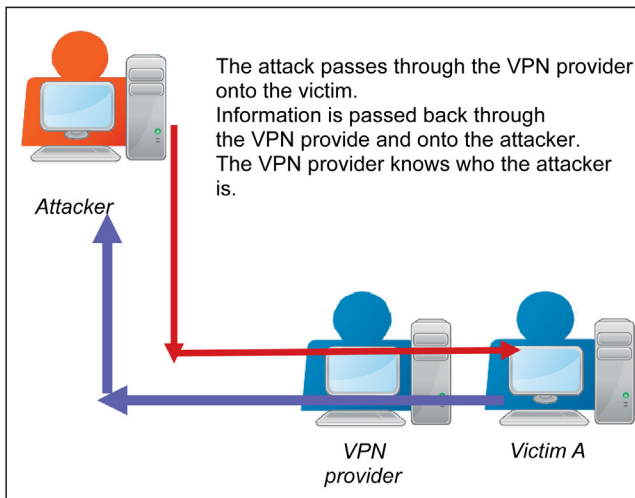 The attack passes through the VPN provider
onto the victim.
Information is passed back through
the VPN provide and onto the attacker.
The VPN provider knows who the attacker
is.
Attacker
VPN
provider
Victim A